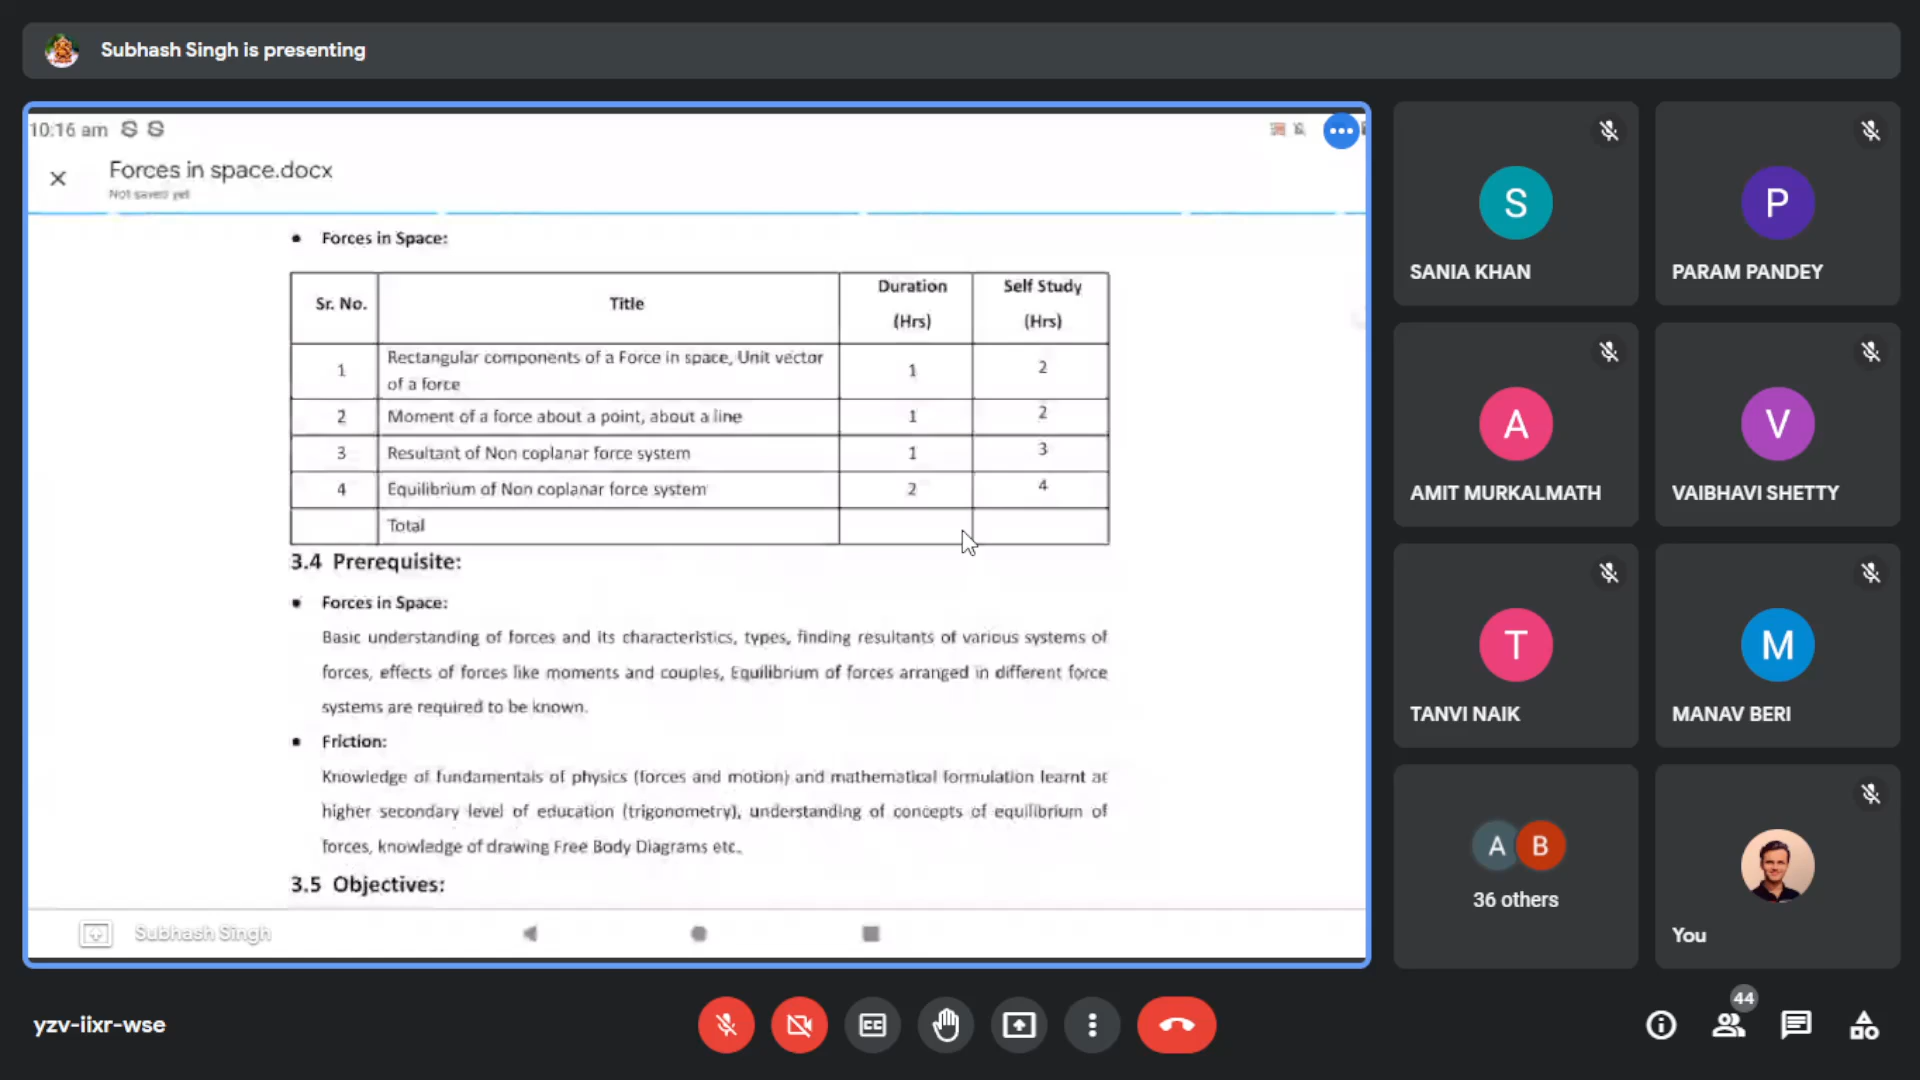 Subhash Singh is presenting
10:16 am
Forces in space.docx
Not saved yet
• Forces in Space:
Sr. No. Title Duration (Hrs) Self Study (Hrs)
1 Rectangular components of a Force in space, Unit vector of a force 1 2
2 Moment of a force about a point, about a line 1 2
3 Resultant of Non coplanar force system 1 3
4 Equilibrium of Non coplanar force system 2 4
Total
3.4 Prerequisite:
• Forces in Space:
Basic understanding of forces and its characteristics, types, finding resultants of various systems of
forces, effects of forces like moments and couples, Equilibrium of forces arranged in different force
systems are required to be known.
• Friction:
Knowledge of fundamentals of physics (forces and motion) and mathematical formulation learnt at
higher secondary level of education (trigonometry), understanding of concepts of equilibrium of
forces, knowledge of drawing Free Body Diagrams etc.
3.5 Objectives:
Subhash Singh
S
SANIA KHAN
P
PARAM PANDEY
A
AMIT MURKALMATH
V
VAIBHAVI SHETTY
T
TANVI NAIK
M
MANAV BERI
A B
36 others
You
yzv-iixr-wse
CC
44